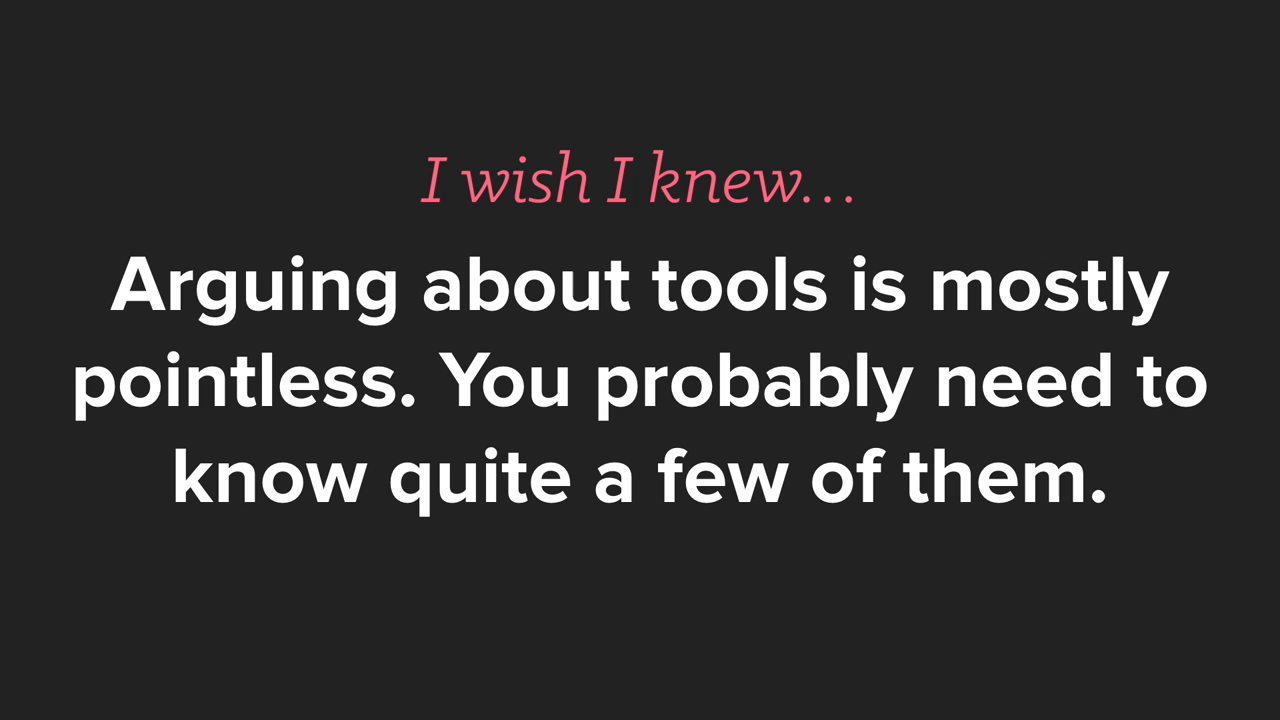 I wish I knew…
Arguing about tools is mostly
pointless. You probably need to
know quite a few of them.